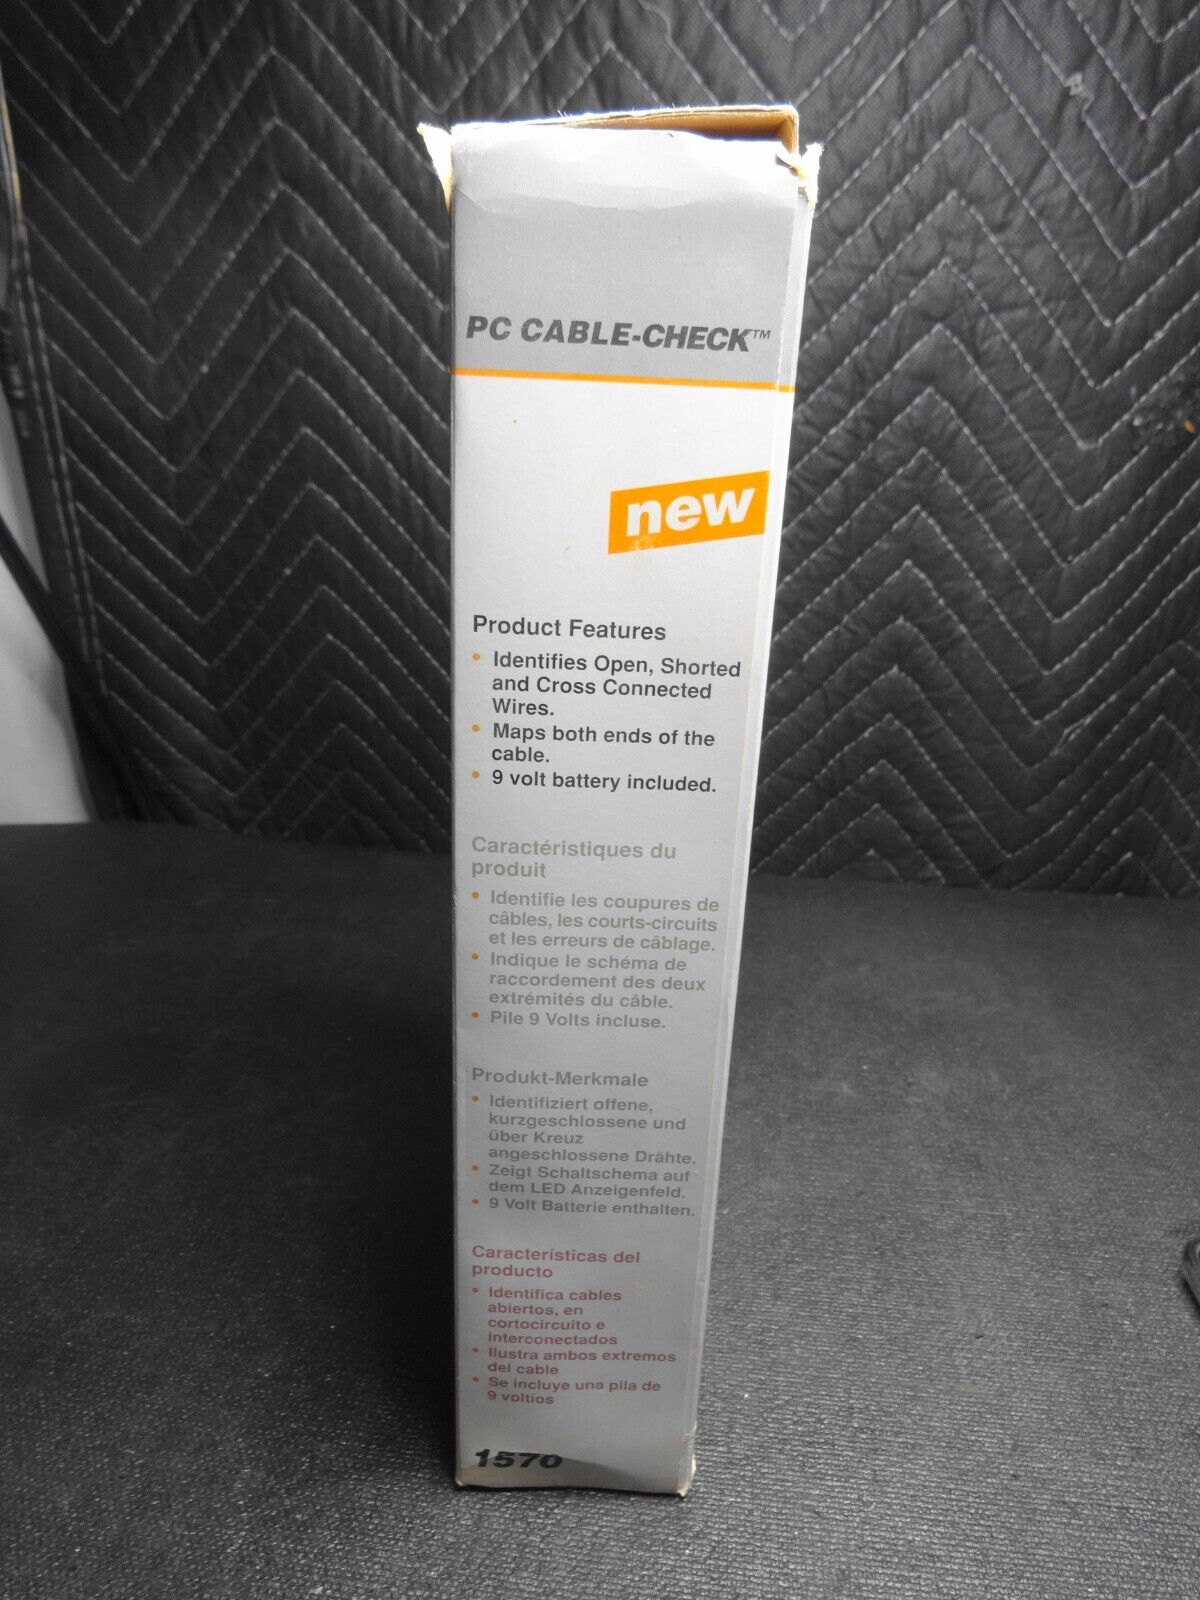 PC CABLE-CHECK™
new
Product Features
• Identifies Open, Shorted
and Cross Connected
Wires.
• Maps both ends of the
cable.
• 9 volt battery included.
Caractéristiques du
produit
• Identifie les coupures de
câbles, les courts-circuits
et les erreurs de câblage.
• Indique le schéma de
raccordement des deux
extrémités du câble.
• Pile 9 Volts incluse.
Produkt-Merkmale
• Identifiziert offene,
kurzgeschlossene und
über Kreuz
angeschlossene Drähte.
• Zeigt Schaltschema auf
dem LED Anzeigenfeld.
• 9 Volt Batterie enthalten.
Características del
producto
• Identifica cables
abiertos, en
cortocircuito e
interconectados
• Ilustra ambos extremos
del cable
• Se incluye una pila de
9 voltios
1570